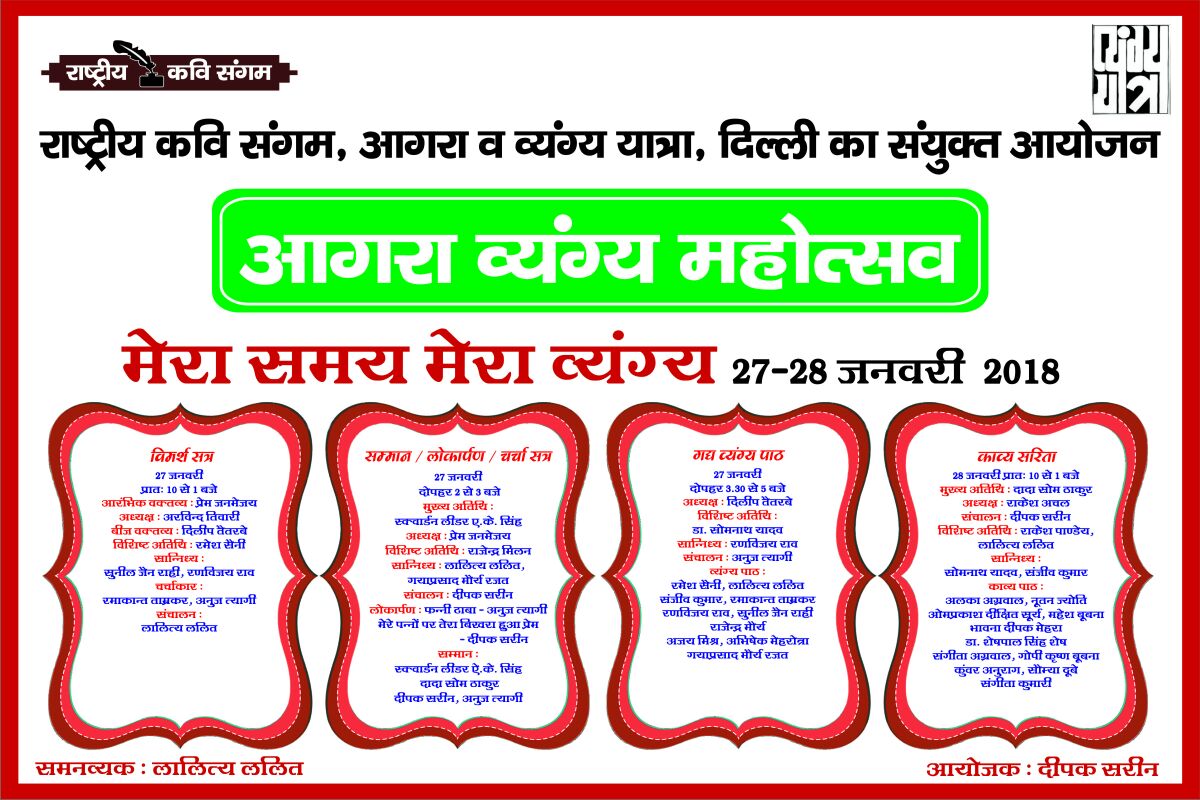 राष्ट्रीय कवि संगम
व्यंग्य
यात्रा
राष्ट्रीय कवि संगम, आगरा व व्यंग्य यात्रा, दिल्ली का संयुक्त आयोजन
आगरा व्यंग्य महोत्सव
मेरा समय मेरा व्यंग्य 27-28 जनवरी 2018
विमर्श सत्र
27 जनवरी
प्रातः 10 से 1 बजे
आरंभिक वक्तव्य : प्रेम जनमेजय
अध्यक्ष : अरविन्द तिवारी
बीज वक्तव्य : दिलीप तेतरबे
विशिष्ट अतिथि : रमेश सैनी
सान्निध्य :
सुनील जैन राही, रणविजय राव
चर्चाकार :
रमाकान्त ताम्रकर, अनुज त्यागी
संचालन :
लालित्य ललित
सम्मान / लोकार्पण / चर्चा सत्र
27 जनवरी
दोपहर 2 से 3 बजे
मुख्य अतिथि :
स्क्वार्डन लीडर ए.के. सिंह
अध्यक्ष : प्रेम जनमेजय
विशिष्ट अतिथि : राजेन्द्र मिलन
सान्निध्य : लालित्य ललित,
गयाप्रसाद मौर्य रजत
संचालन : दीपक सरीन
लोकार्पण : फन्नी ठाबा - अनुज त्यागी
मेरे पन्नों पर तेरा बिखरा हुआ प्रेम
- दीपक सरीन
सम्मान :
स्क्वार्डन लीडर ऐ.के. सिंह
दादा सोम ठाकुर
दीपक सरीन, अनुज त्यागी
गद्य व्यंग्य पाठ
27 जनवरी
दोपहर 3.30 से 5 बजे
अध्यक्ष : दिलीप तेतरबे
विशिष्ट अतिथि :
डा. सोमनाथ यादव
सान्निध्य : रणविजय राव
संचालन : अनुज त्यागी
व्यंग्य पाठ :
रमेश सैनी, लालित्य ललित
संजीव कुमार, रमाकान्त ताम्रकर
रणविजय राव, सुनील जैन राही
राजेन्द्र मौर्य
अजय मिश्र, अभिषेक मेहरोत्रा
गयाप्रसाद मौर्य रजत
काव्य सरिता
28 जनवरी प्रातः 10 से 1 बजे
मुख्य अतिथि : दादा सोम ठाकुर
अध्यक्ष : राकेश अचल
संचालन : दीपक सरीन
विशिष्ट अतिथि : राकेश पाण्डेय,
लालित्य ललित
सान्निध्य :
सोमनाथ यादव, संजीव कुमार
काव्य पाठ :
अलका अग्रवाल, नूतन ज्योति
ओमप्रकाश दीक्षित सूर्य, महेश बूबना
भावना दीपक मेहरा
डा. शेषपाल सिंह शेष
संगीता अग्रवाल, गोपी कृष्ण बूबना
कुंवर अनुराग, सौम्या दूबे
संगीता कुमारी
समनव्यक : लालित्य ललित
आयोजक : दीपक सरीन